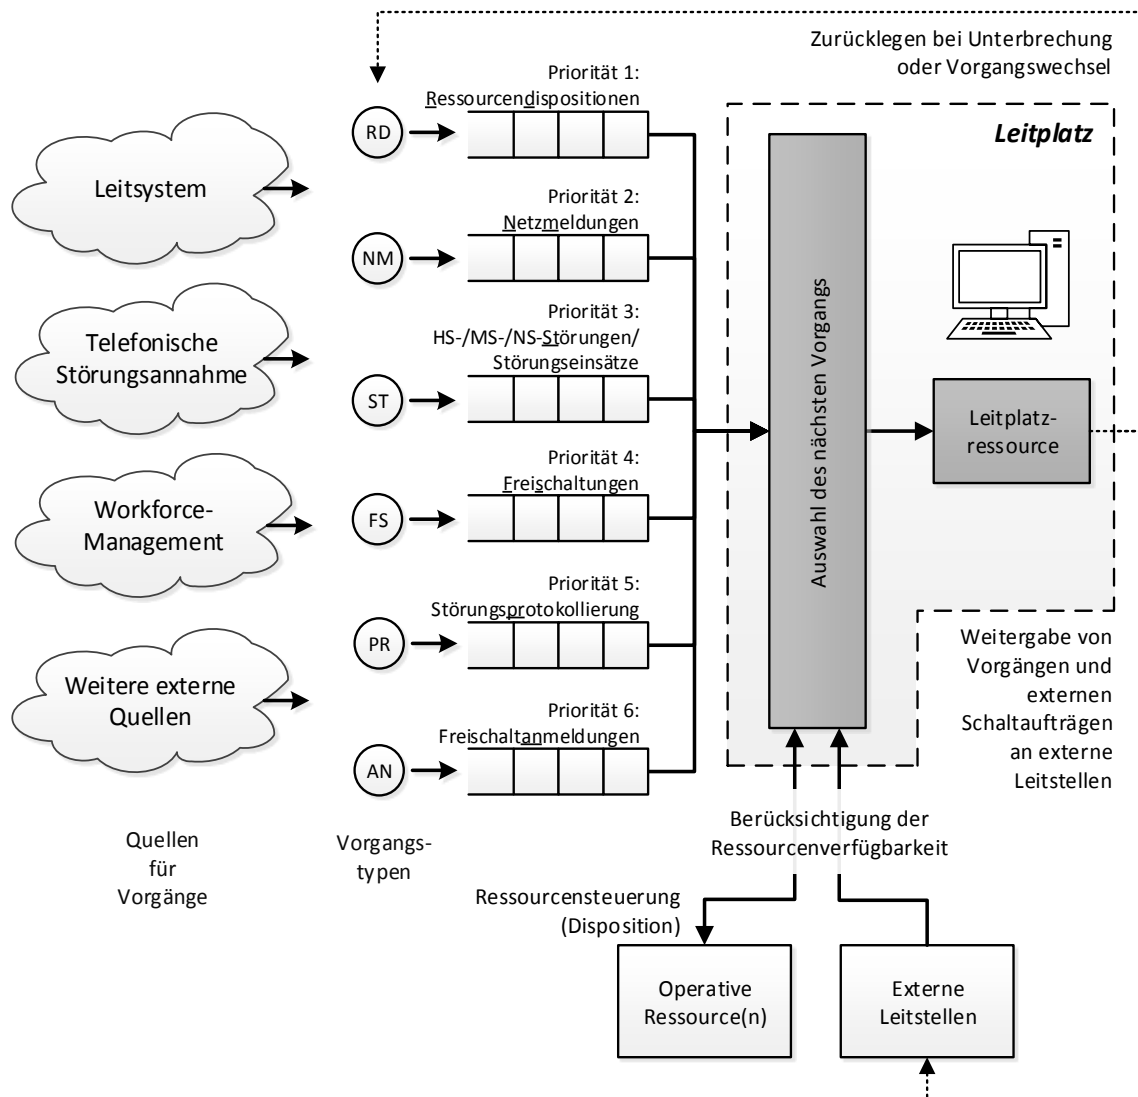 Zurücklegen bei Unterbrechung
oder Vorgangswechsel
Leitsystem
Telefonische
Störungsannahme
Workforce-
Management
Weitere externe
Quellen
Quellen
für
Vorgänge
RD
NM
ST
FS
PR
AN
Vorgangs-
typen
Priorität 1:
Ressourcendispositionen
Priorität 2:
Netzmeldungen
Priorität 3:
HS-/MS-/NS-Störungen/
Störungseinsätze
Priorität 4:
Freischaltungen
Priorität 5:
Störungsprotokollierung
Priorität 6:
Freischaltanmeldungen
Leitplatz
Auswahl des nächsten Vorgangs
Leitplatz-
ressource
Weitergabe von
Vorgängen und
externen
Schaltaufträgen
an externe
Leitstellen
Berücksichtigung der
Ressourcenverfügbarkeit
Ressourcensteuerung
(Disposition)
Operative
Ressource(n)
Externe
Leitstellen